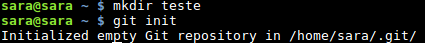 sara@sara ~ $ mkdir teste
sara@sara ~ $ git init
Initialized empty Git repository in /home/sara/.git/